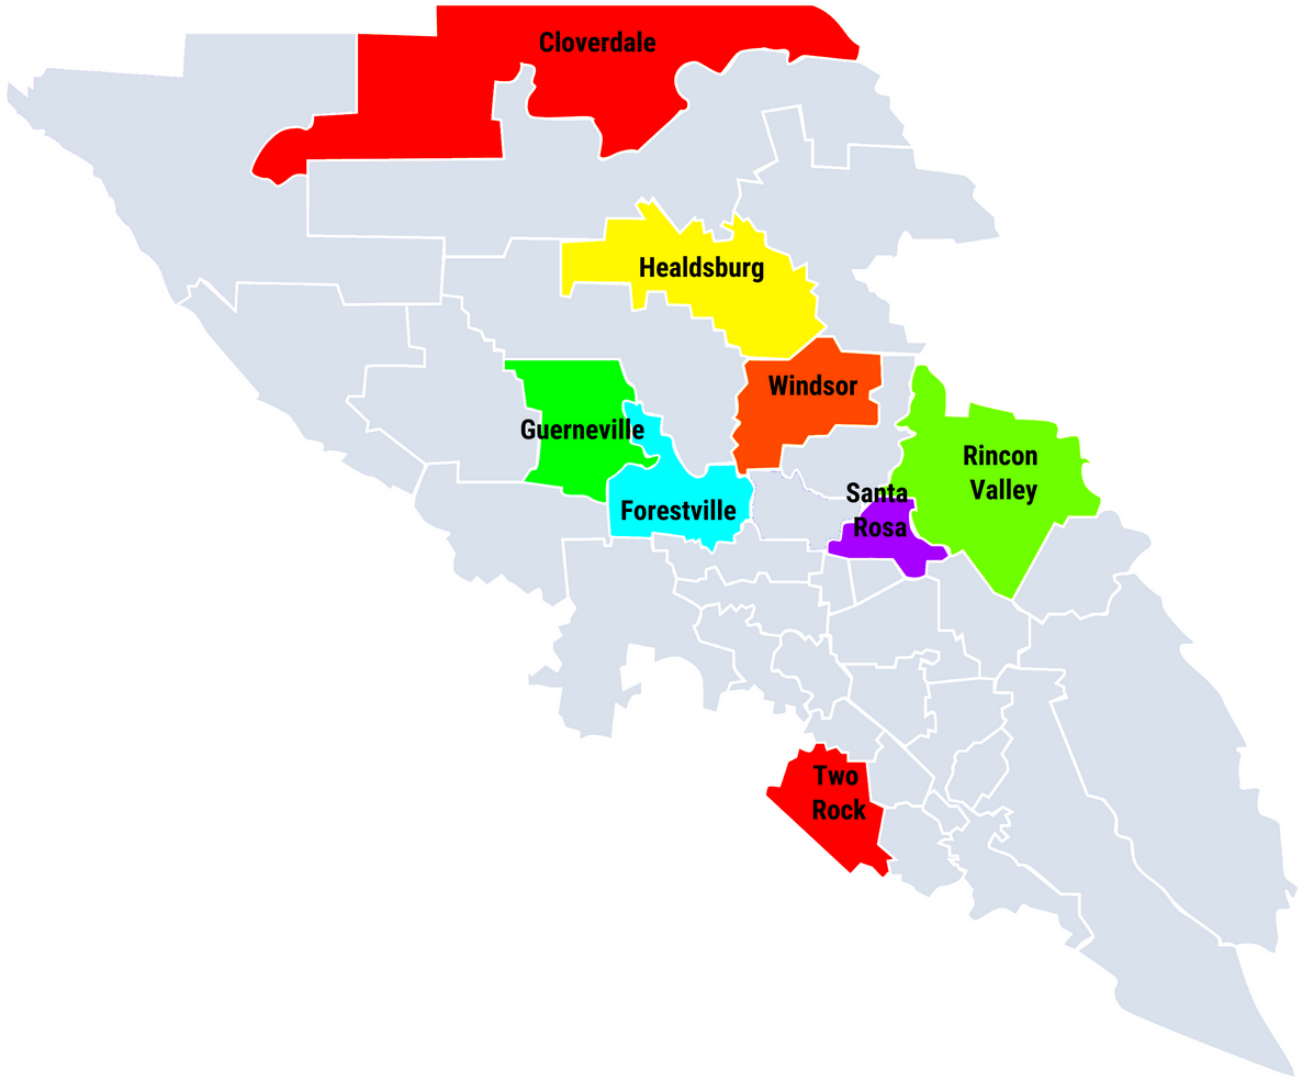 Cloverdale
Healdsburg
Windsor
Guerneville
Rincon
Valley
Santa
Rosa
Forestville
Two
Rock